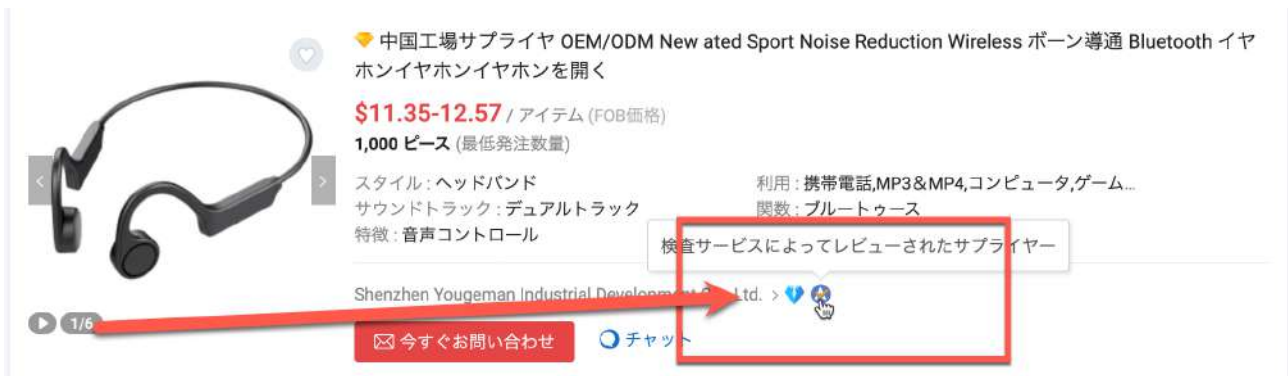 中国工場サプライヤ OEM/ODM New ated Sport Noise Reduction Wireless ボーン導通 Bluetooth イヤ
ホンイヤホンイヤホンを開く
$11.35-12.57 / アイテム (FOB価格)
1,000 ピース (最低発注数量)
スタイル : ヘッドバンド
利用 : 携帯電話,MP3&MP4,コンピュータ,ゲーム...
サウンドトラック : デュアルトラック
関数 : ブルートゥース
特徴 : 音声コントロール
検査サービスによってレビューされたサプライヤー
Shenzhen Yougeman Industrial Development Ltd. >
1/6
今すぐお問い合わせ
チャット